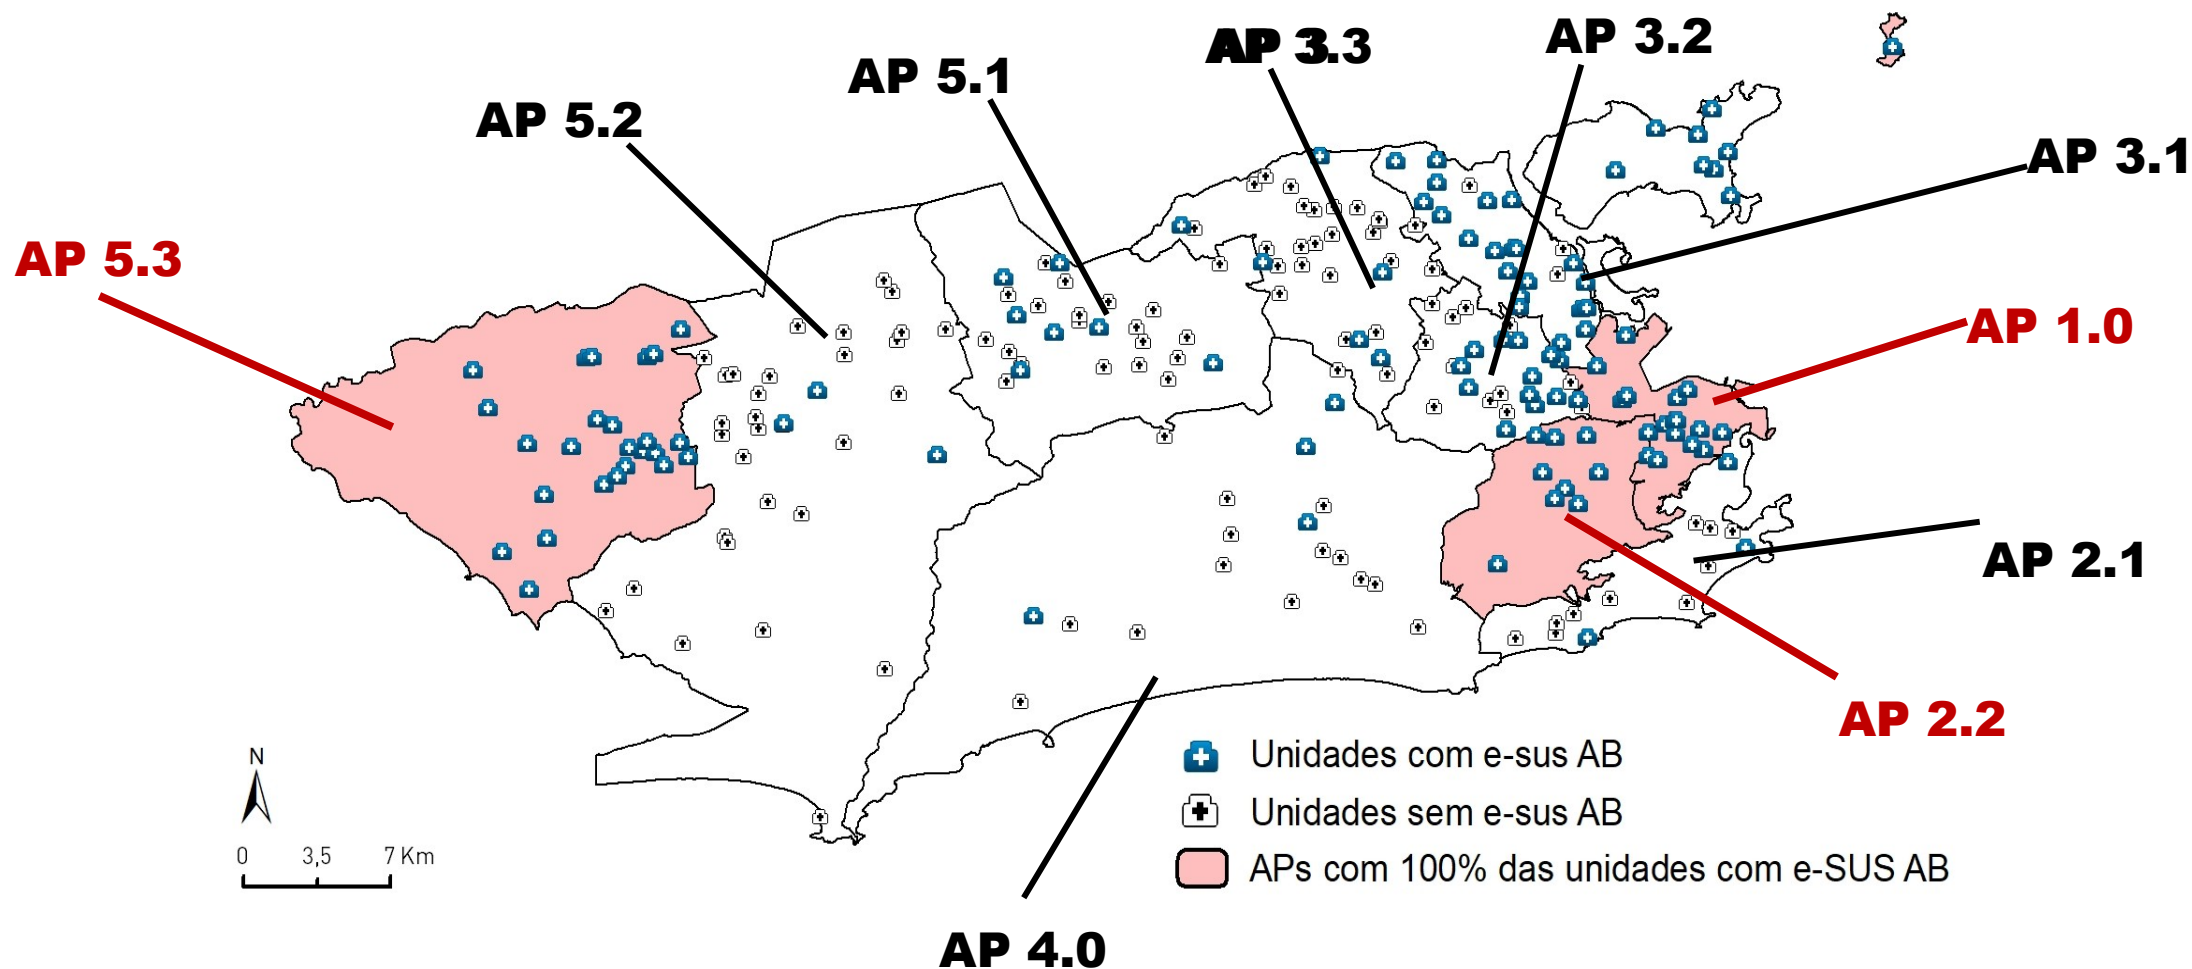 AP 3.2
AP 3.3
AP 5.1
AP 5.2
AP 3.1
AP 5.3
AP 1.0
AP 2.1
AP 2.2
N
0 3,5 7 Km
Unidades com e-sus AB
Unidades sem e-sus AB
APs com 100% das unidades com e-SUS AB
AP 4.0